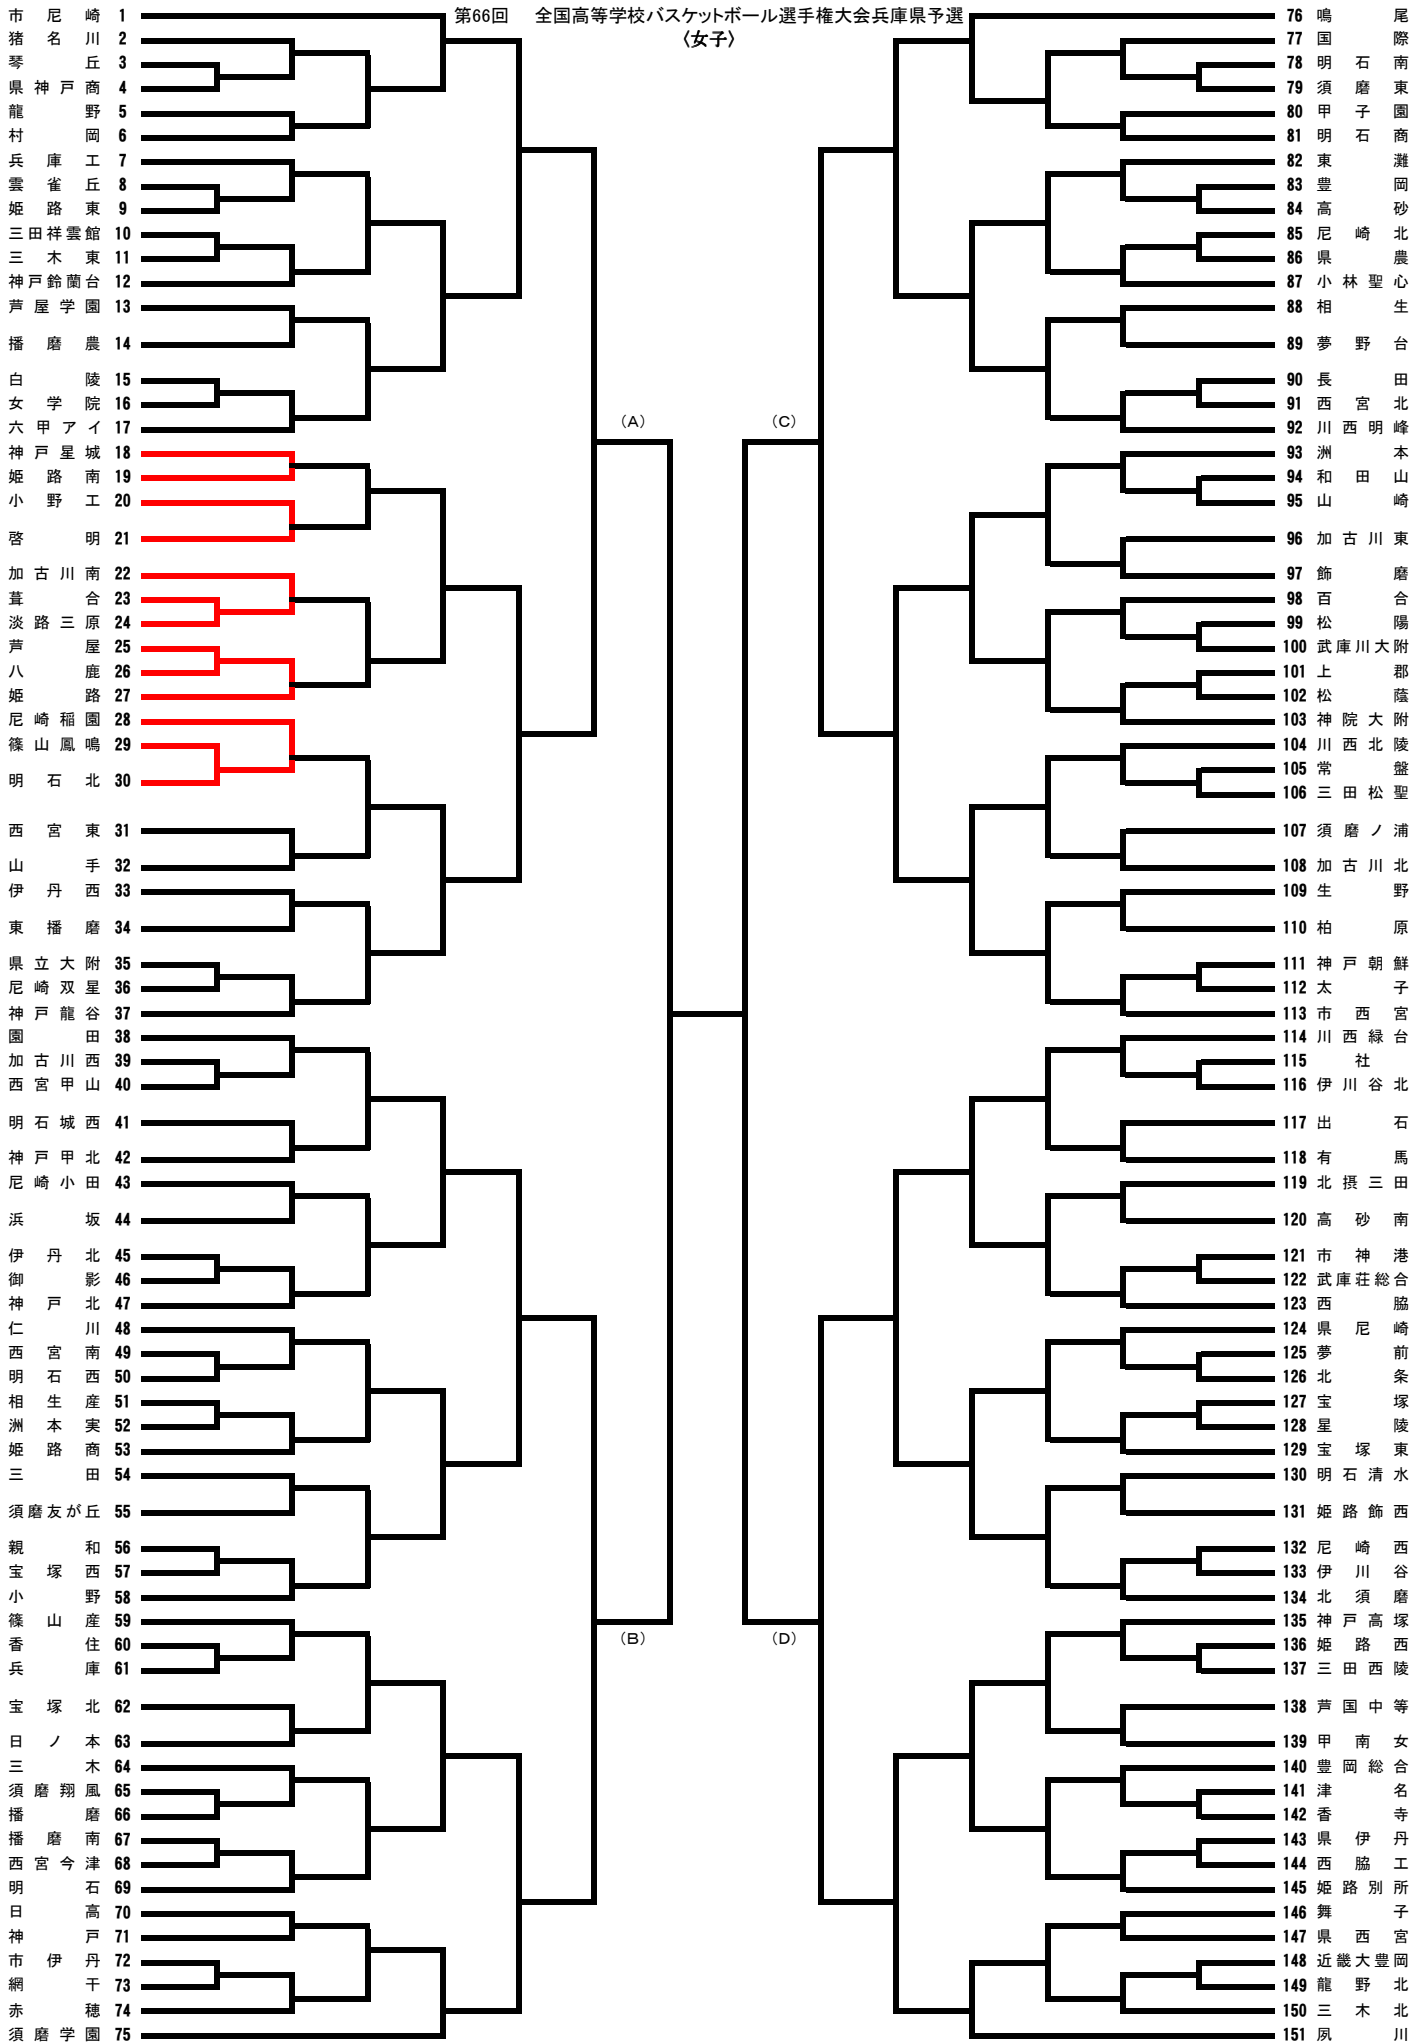 第66回 全国高等学校バスケットボール選手権大会兵庫県予選
〈女子〉
市尼崎 1
猪名川 2
琴丘 3
県神戸商 4
龍野 5
村岡 6
兵庫工 7
雲雀丘 8
姫路東 9
三田祥雲館 10
三木東 11
神戸鈴蘭台 12
芦屋学園 13
播磨農 14
白陵 15
女学院 16
六甲アイ 17
神戸星城 18
姫路南 19
小野工 20
啓明 21
加古川南 22
葺合 23
淡路三原 24
芦屋 25
八鹿 26
姫路 27
尼崎稲園 28
篠山鳳鳴 29
明石北 30
西宮東 31
山手 32
伊丹西 33
東播磨 34
県立大附 35
尼崎双星 36
神戸龍谷 37
園田 38
加古川西 39
西宮甲山 40
明石城西 41
神戸甲北 42
尼崎小田 43
浜坂 44
伊丹北 45
御影 46
神戸北 47
仁川 48
西宮南 49
明石西 50
相生産 51
洲本実 52
姫路商 53
三田 54
須磨友が丘 55
親和 56
宝塚西 57
小野 58
篠山産 59
香住 60
兵庫 61
宝塚北 62
日ノ本 63
三木 64
須磨翔風 65
播磨 66
播磨南 67
西宮今津 68
明石 69
日高 70
神戸 71
市伊丹 72
網干 73
赤穂 74
須磨学園 75
（A）
（B）
（C）
（D）
76 鳴尾
77 国際
78 明石南
79 須磨東
80 甲子園
81 明石商
82 東灘
83 豊岡
84 高砂
85 尼崎北
86 県農
87 小林聖心
88 相生
89 夢野台
90 長田
91 西宮北
92 川西明峰
93 洲本
94 和田山
95 山崎
96 加古川東
97 飾磨
98 百合
99 松陽
100 武庫川大附
101 上郡
102 松蔭
103 神院大附
104 川西北陵
105 常盤
106 三田松聖
107 須磨ノ浦
108 加古川北
109 生野
110 柏原
111 神戸朝鮮
112 太子
113 市西宮
114 川西緑台
115 社
116 伊川谷北
117 出石
118 有馬
119 北摂三田
120 高砂南
121 市神港
122 武庫荘総合
123 西脇
124 県尼崎
125 夢前
126 北条
127 宝塚
128 星陵
129 宝塚東
130 明石清水
131 姫路飾西
132 尼崎西
133 伊川谷
134 北須磨
135 神戸高塚
136 姫路西
137 三田西陵
138 芦国中等
139 甲南女
140 豊岡総合
141 津名
142 香寺
143 県伊丹
144 西脇工
145 姫路別所
146 舞子
147 県西宮
148 近畿大豊岡
149 龍野北
150 三木北
151 夙川